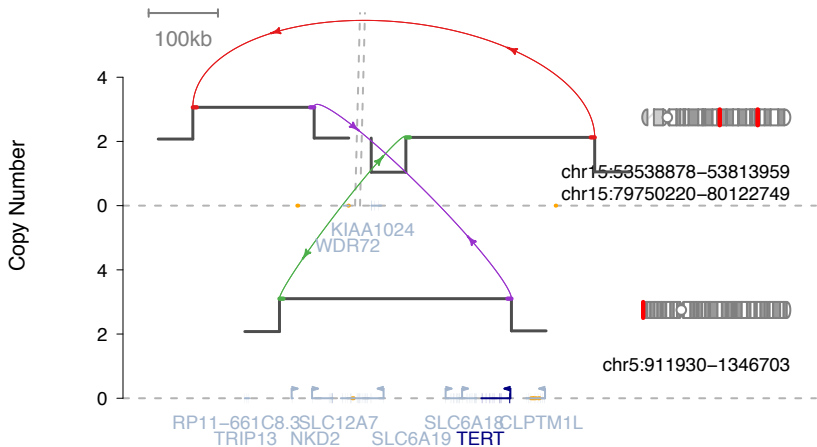 100kb
4
2
0
chr15:53538878−53813959
chr15:79750220−80122749
KIAA1024
WDR72
Copy Number
4
2
0
chr5:911930−1346703
RP11−661C8.3 SLC12A7 SLC6A18 CLPTM1L
TRIP13 NKD2 SLC6A19 TERT